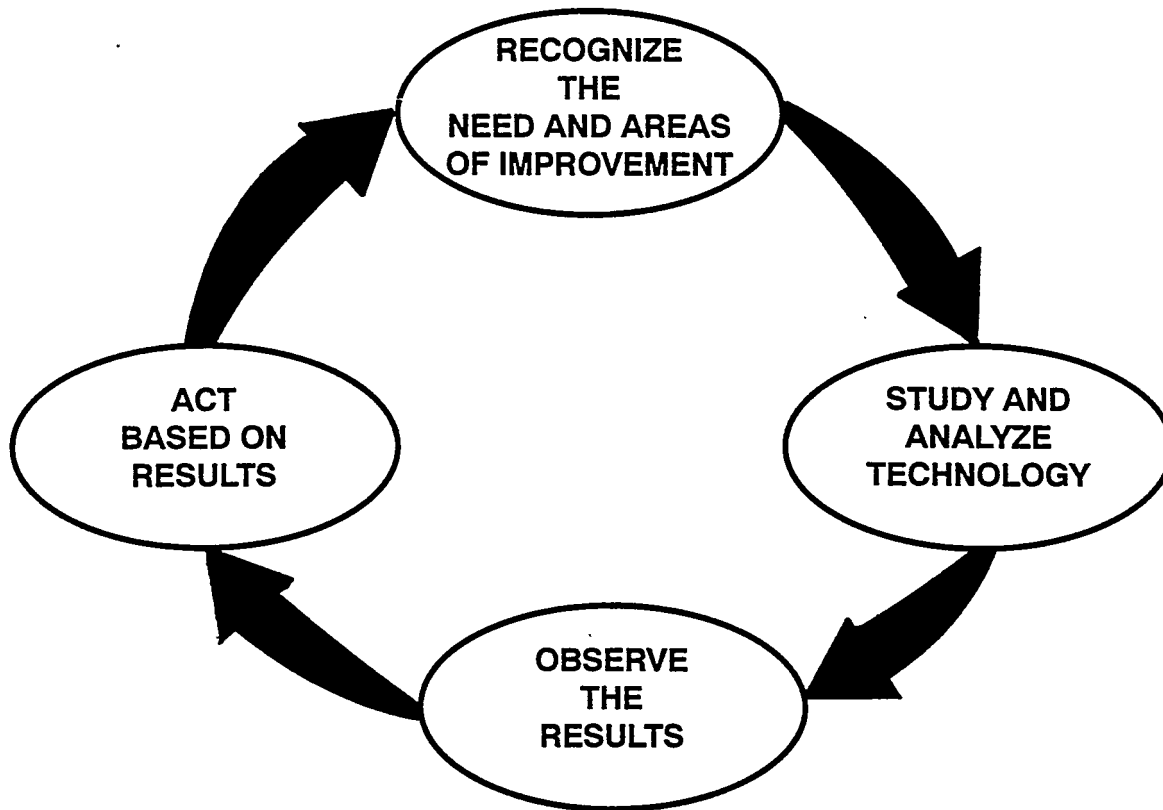 RECOGNIZE
THE
NEED AND AREAS
OF IMPROVEMENT
STUDY AND
ANALYZE
TECHNOLOGY
OBSERVE
THE
RESULTS
ACT
BASED ON
RESULTS